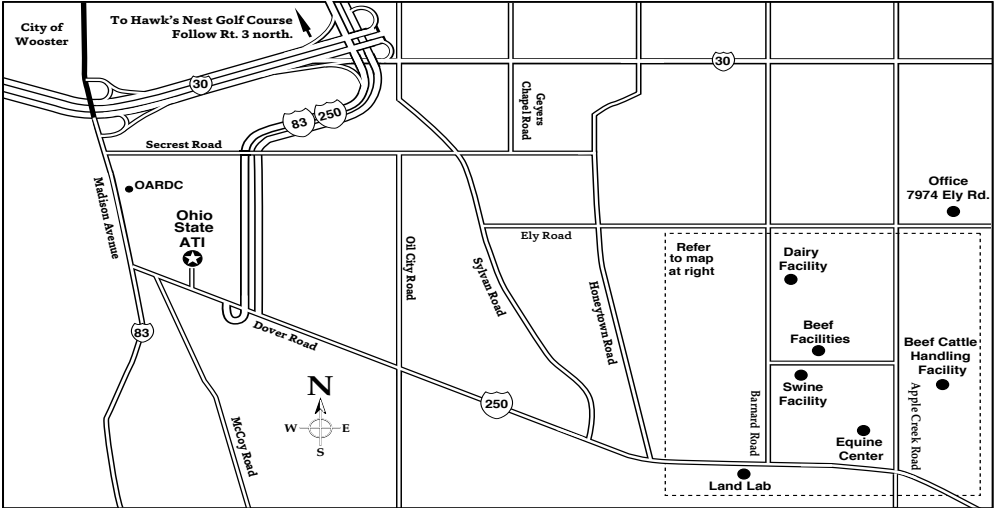 City of
Wooster
To Hawk's Nest Golf Course
Follow Rt. 3 north.
30
30
83
250
Geyers
Chapel Road
Secrest Road
OARDC
Madison Avenue
Ohio
State
ATI
Office
7974 Ely Rd.
Ely Road
Oil City Road
Sylvan Road
Honeytown Road
Refer
to map
at right
Dairy
Facility
83
Dover Road
Beef
Facilities
Beef Cattle
Handling
Facility
N
W
E
S
McCoy Road
250
Swine
Facility
Barnard Road
Apple Creek Road
Equine
Center
Land Lab